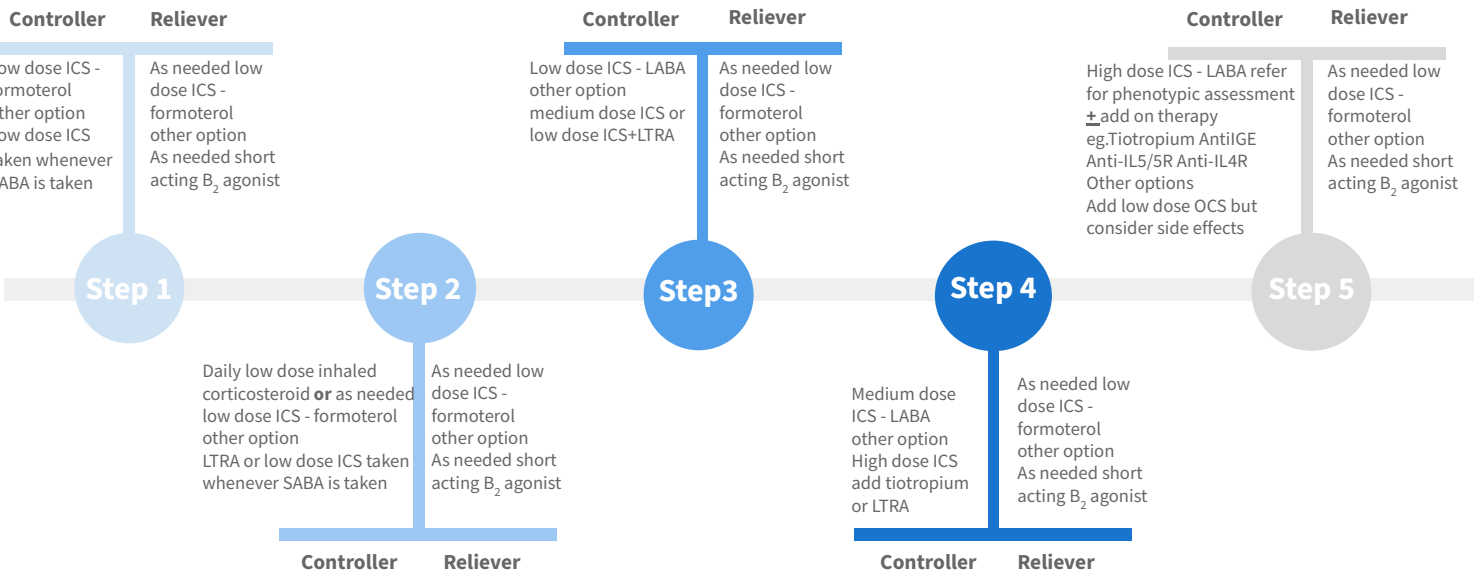 Controller
ow dose ICS -
ormoterol
ther option
ow dose ICS
aken whenever
ABA is taken
Reliever
As needed low
dose ICS -
formoterol
other option
As needed short
acting B₂ agonist
Step 1
Step 2
Daily low dose inhaled
corticosteroid or as needed
low dose ICS - formoterol
other option
LTRA or low dose ICS taken
whenever SABA is taken
Controller
As needed low
dose ICS -
formoterol
other option
As needed short
acting B₂ agonist
Reliever
Controller
Low dose ICS - LABA
other option
medium dose ICS or
low dose ICS+LTRA
Reliever
As needed low
dose ICS -
formoterol
other option
As needed short
acting B₂ agonist
Step3
Step 4
Medium dose
ICS - LABA
other option
High dose ICS
add tiotropium
or LTRA
Controller
As needed low
dose ICS -
formoterol
other option
As needed short
acting B₂ agonist
Reliever
Controller
High dose ICS - LABA refer
for phenotypic assessment
+ add on therapy
eg.Tiotropium AntiIGE
Anti-IL5/5R Anti-IL4R
Other options
Add low dose OCS but
consider side effects
Reliever
As needed low
dose ICS -
formoterol
other option
As needed short
acting B₂ agonist
Step 5